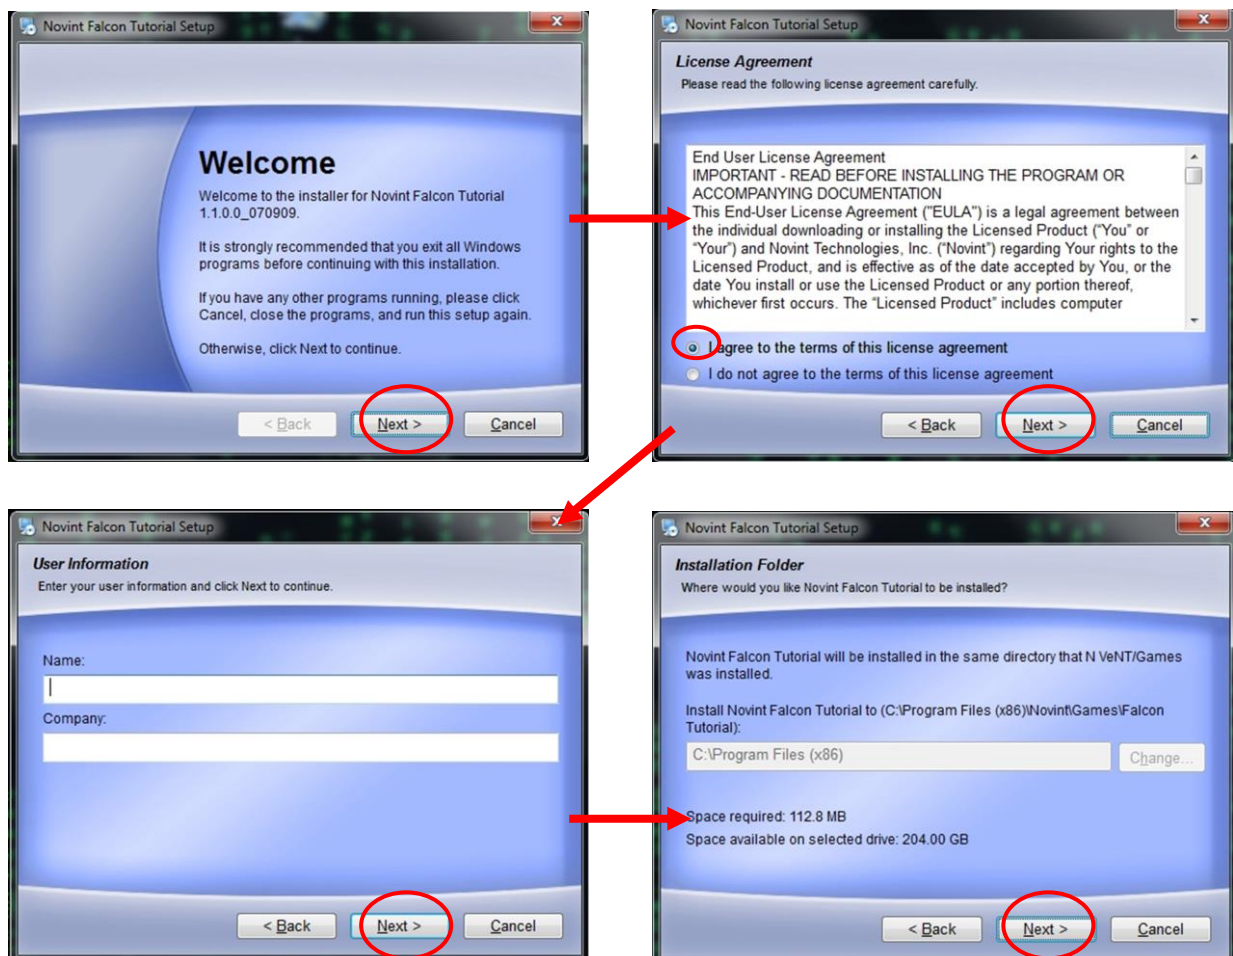 Novint Falcon Tutorial Setup
Welcome
Welcome to the installer for Novint Falcon Tutorial
1.1.0.0_070909.
It is strongly recommended that you exit all Windows
programs before continuing with this installation.
If you have any other programs running, please click
Cancel, close the programs, and run this setup again.
Otherwise, click Next to continue.
< Back
Next >
Cancel
Novint Falcon Tutorial Setup
License Agreement
Please read the following license agreement carefully.
End User License Agreement
IMPORTANT - READ BEFORE INSTALLING THE PROGRAM OR
ACCOMPANYING DOCUMENTATION
This End-User License Agreement ("EULA") is a legal agreement between
the individual downloading or installing the Licensed Product ("You" or
"Your") and Novint Technologies, Inc. ("Novint") regarding Your rights to the
Licensed Product, and is effective as of the date accepted by You, or the
date You install or use the Licensed Product or any portion thereof,
whichever first occurs. The "Licensed Product" includes computer
I agree to the terms of this license agreement
I do not agree to the terms of this license agreement
< Back
Next >
Cancel
Novint Falcon Tutorial Setup
User Information
Enter your user information and click Next to continue.
Name:
Company:
< Back
Next >
Cancel
Novint Falcon Tutorial Setup
Installation Folder
Where would you like Novint Falcon Tutorial to be installed?
Novint Falcon Tutorial will be installed in the same directory that N VeNT/Games
was installed.
Install Novint Falcon Tutorial to (C:\Program Files (x86)\Novint\Games\Falcon
Tutorial):
C:\Program Files (x86)
Change...
Space required: 112.8 MB
Space available on selected drive: 204.00 GB
< Back
Next >
Cancel